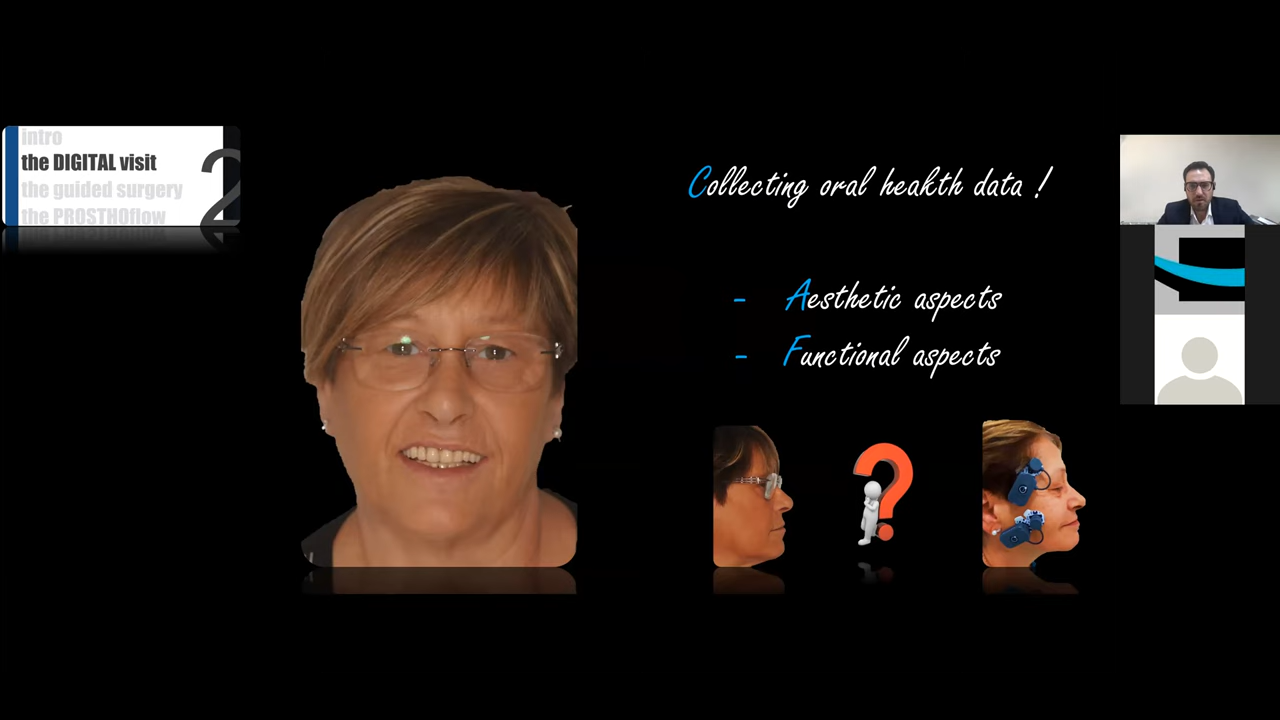 intro
the DIGITAL visit
the guided surgery
the PROSTHOflow
2
Collecting oral heakth data !
- Aesthetic aspects
- Functional aspects
?